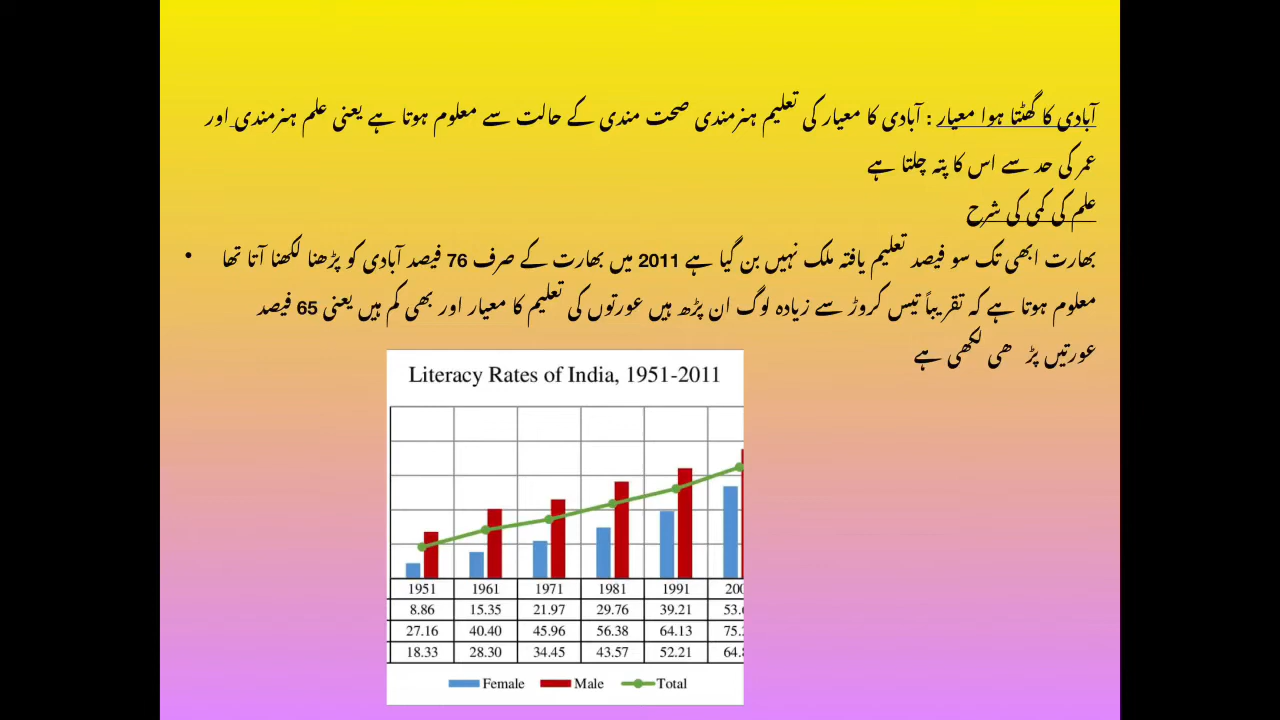 آبادی کا گھٹتا ہوا معیار : آبادی کا معیار کی تعلیم ہنرمندی صحت مندی کے حالت سے معلوم ہوتا ہے یعنی علم ہنرمندی اور
عمر کی حد سے اس کا پتہ چلتا ہے
علم کی کمی کی شرح
• بھارت ابھی تک سو فیصد تعلیم یافتہ ملک نہیں بن گیا ہے 2011 میں بھارت کے صرف 76 فیصد آبادی کو پڑھنا لکھنا آتا تھا
معلوم ہوتا ہے کہ تقریباً تیس کروڑ سے زیادہ لوگ ان پڑھ ہیں عورتوں کی تعلیم کا معیار اور بھی کم ہیں یعنی 65 فیصد
عورتیں پڑ ھی لکھی ہے
Literacy Rates of India, 1951-2011
1951 1961 1971 1981 1991
8.86 15.35 21.97 29.76 39.21
27.16 40.40 45.96 56.38 64.13
18.33 28.30 34.45 43.57 52.21
Female Male Total